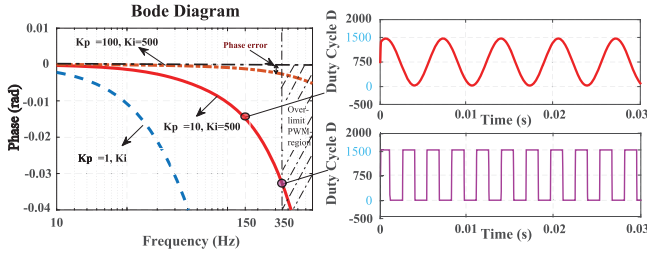 Bode Diagram
0.01
0
-0.01
-0.02
-0.03
-0.04
Phase (rad)
Kp =100, Ki=500
Phase error
Kp =10, Ki=500
Kp =1, Ki
Over-
limit
PWM-
region
10
150
350
Frequency (Hz)
Duty Cycle D
2000
1500
750
0
-500
0
0.01
0.02
0.03
Time (s)
Duty Cycle D
2000
1500
750
0
-500
0
0.01
0.02
0.03
Time (s)